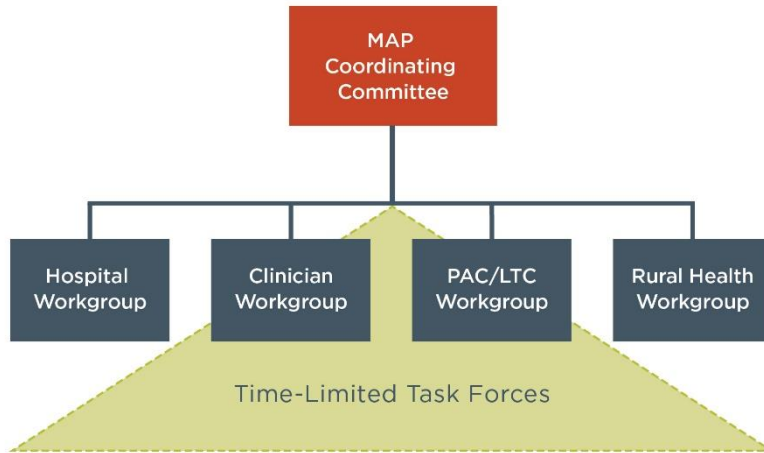 MAP
Coordinating
Committee
Hospital
Workgroup
Clinician
Workgroup
PAC/LTC
Workgroup
Rural Health
Workgroup
Time-Limited Task Forces